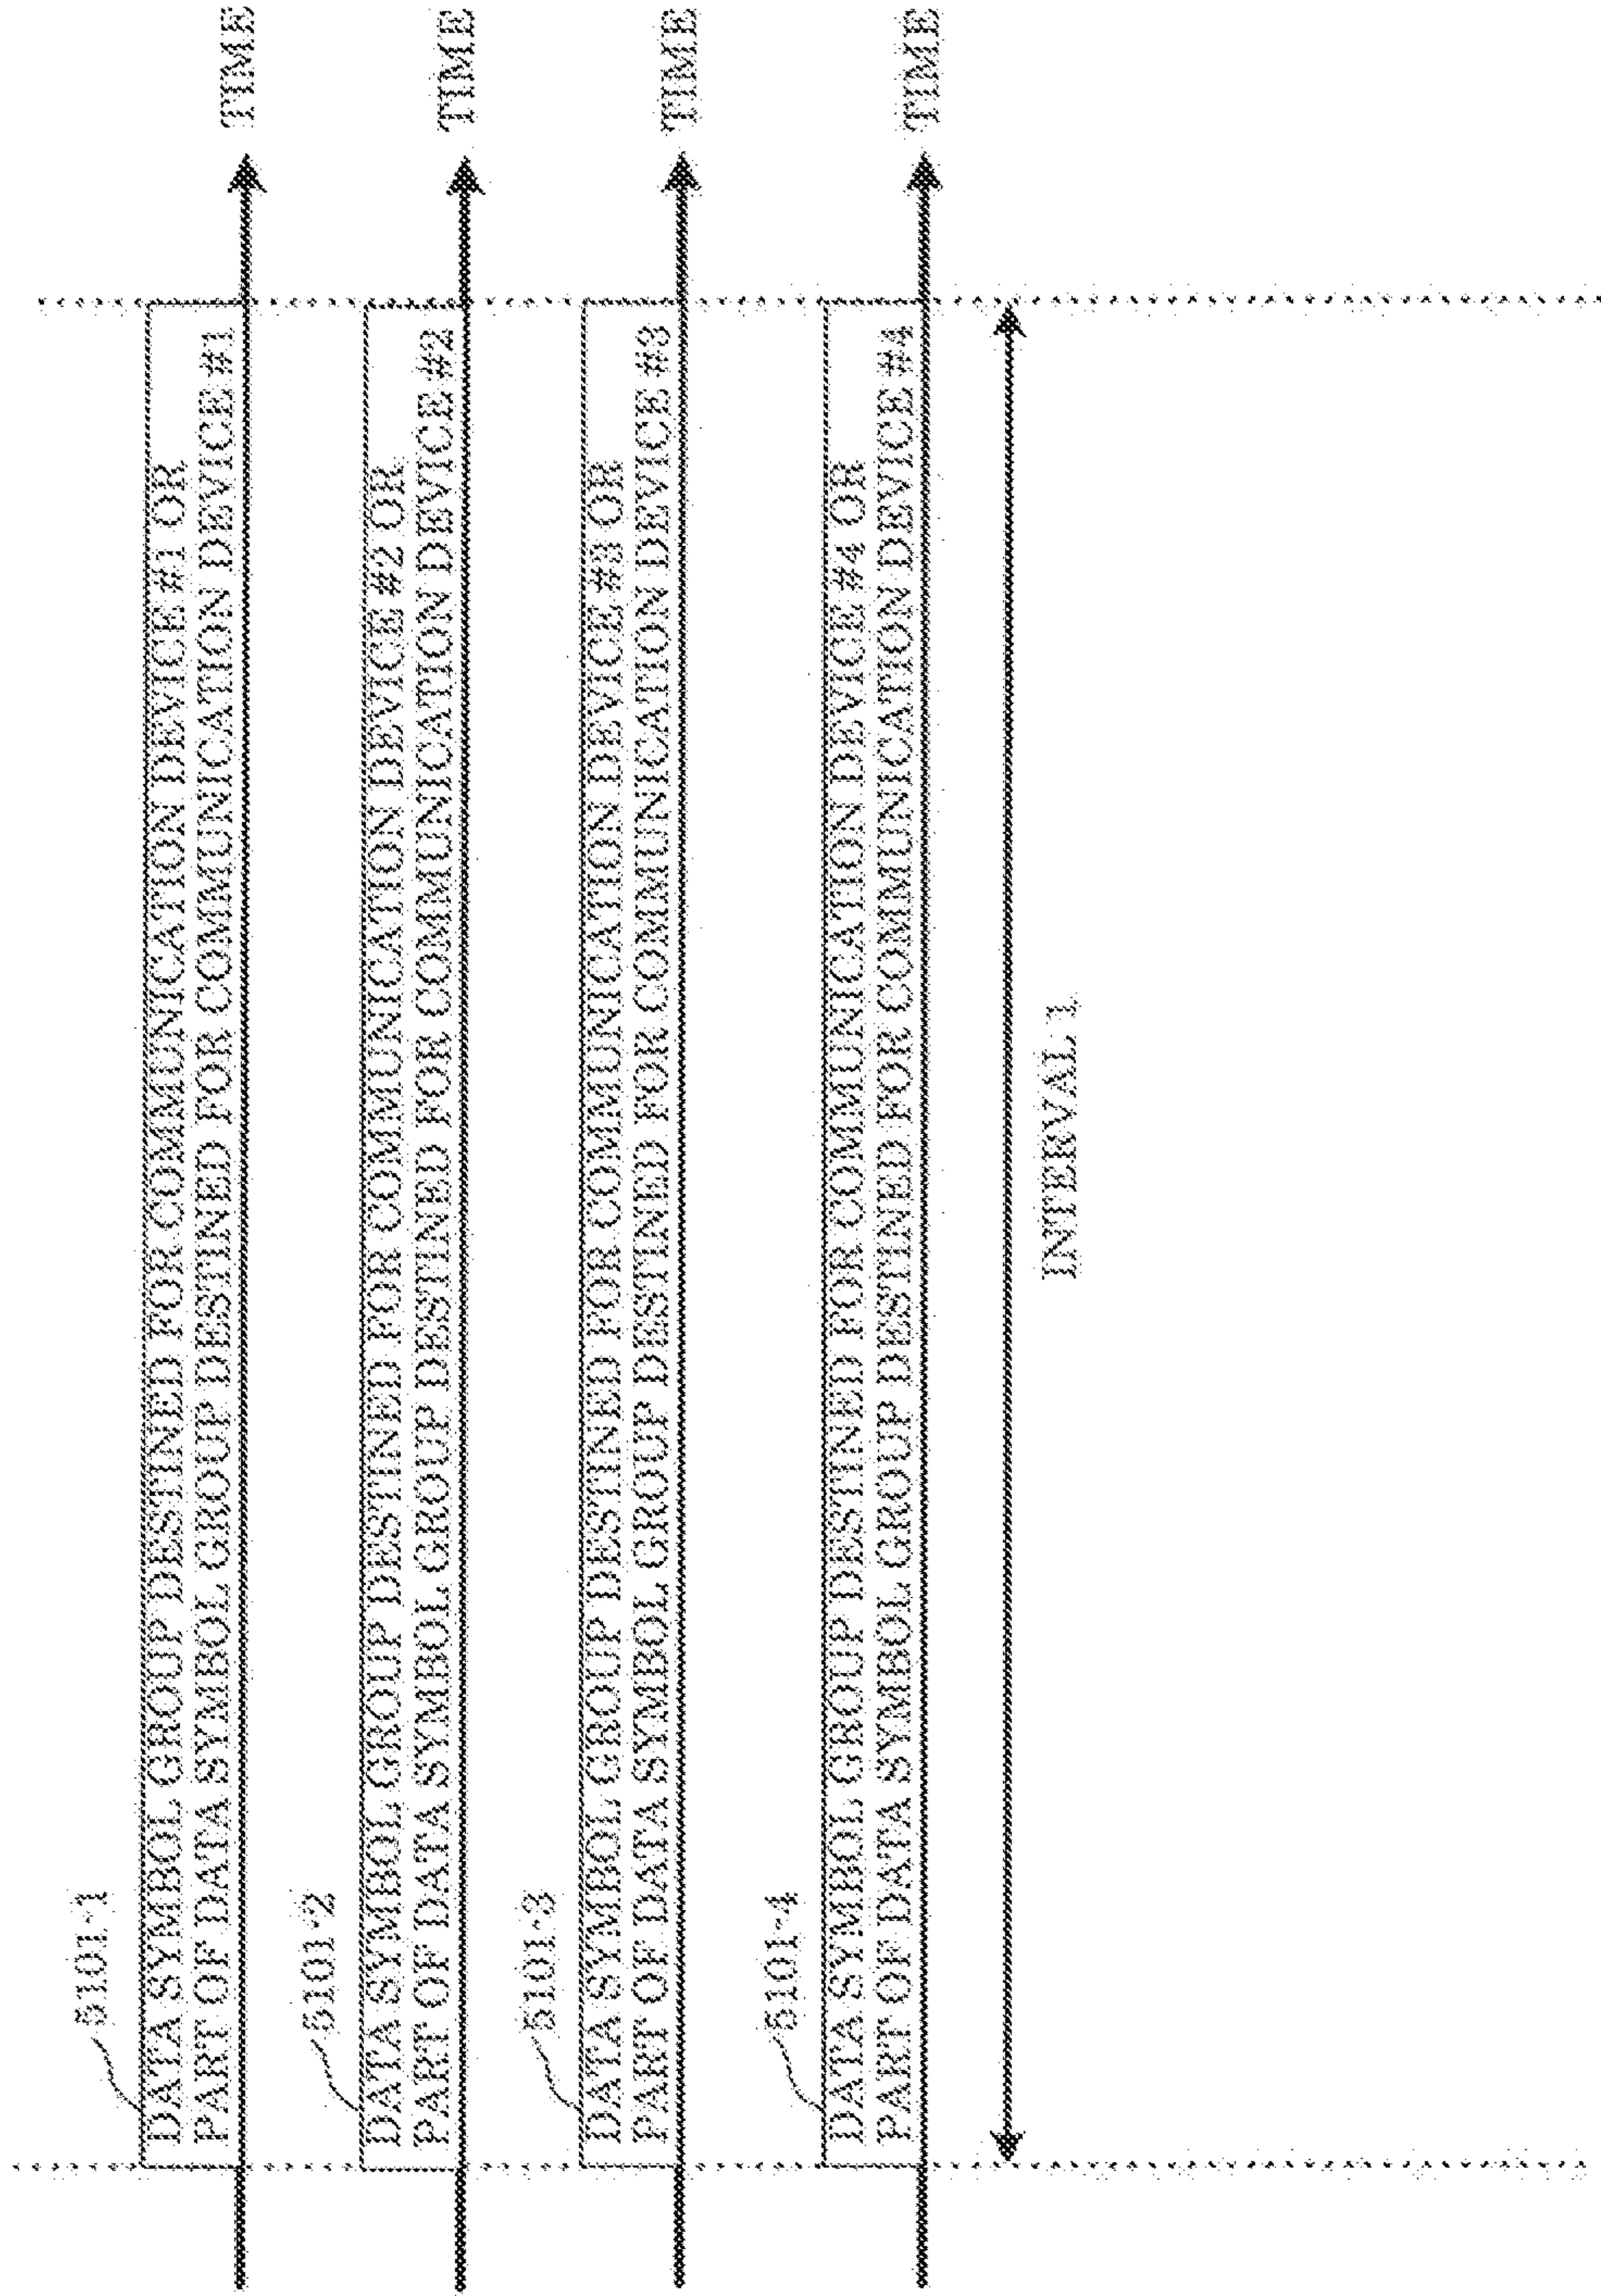 5101-1
DATA SYMBOL GROUP DESTINED FOR COMMUNICATION DEVICE #1 OR
PART OF DATA SYMBOL GROUP DESTINED FOR COMMUNICATION DEVICE #1
TIME
5101-2
DATA SYMBOL GROUP DESTINED FOR COMMUNICATION DEVICE #2 OR
PART OF DATA SYMBOL GROUP DESTINED FOR COMMUNICATION DEVICE #2
TIME
5101-3
DATA SYMBOL GROUP DESTINED FOR COMMUNICATION DEVICE #3 OR
PART OF DATA SYMBOL GROUP DESTINED FOR COMMUNICATION DEVICE #3
TIME
5101-4
DATA SYMBOL GROUP DESTINED FOR COMMUNICATION DEVICE #4 OR
PART OF DATA SYMBOL GROUP DESTINED FOR COMMUNICATION DEVICE #4
TIME
INTERVAL 1